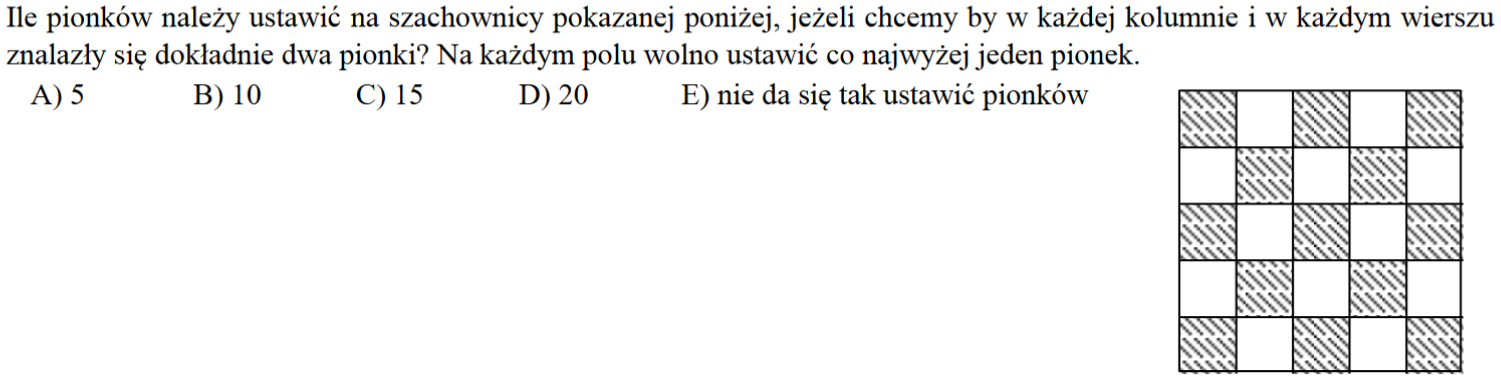 Ile pionków należy ustawić na szachownicy pokazanej poniżej, jeżeli chcemy by w każdej kolumnie i w każdym wierszu
znalazły się dokładnie dwa pionki? Na każdym polu wolno ustawić co najwyżej jeden pionek.
A) 5 B) 10 C) 15 D) 20 E) nie da się tak ustawić pionków